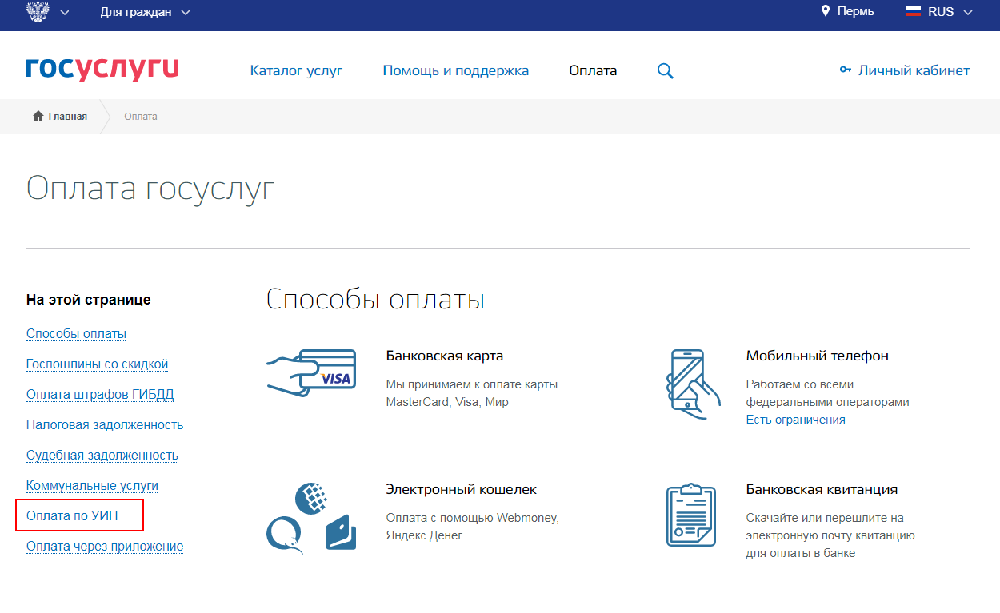 Для граждан
Пермь
RUS
госуслуги
Каталог услуг
Помощь и поддержка
Оплата
Личный кабинет
Главная
Оплата
Оплата госуслуг
На этой странице
Способы оплаты
Госпошлины со скидкой
Оплата штрафов ГИБДД
Налоговая задолженность
Судебная задолженность
Коммунальные услуги
Оплата по УИН
Оплата через приложение
Способы оплаты
VISA
Банковская карта
Мы принимаем к оплате карты
MasterCard, Visa, Мир
Мобильный телефон
Работаем со всеми
федеральными операторами
Есть ограничения
Электронный кошелек
Оплата с помощью Webmoney,
Яндекс.Денег
Банковская квитанция
Скачайте или перешлите на
электронную почту квитанцию
для оплаты в банке